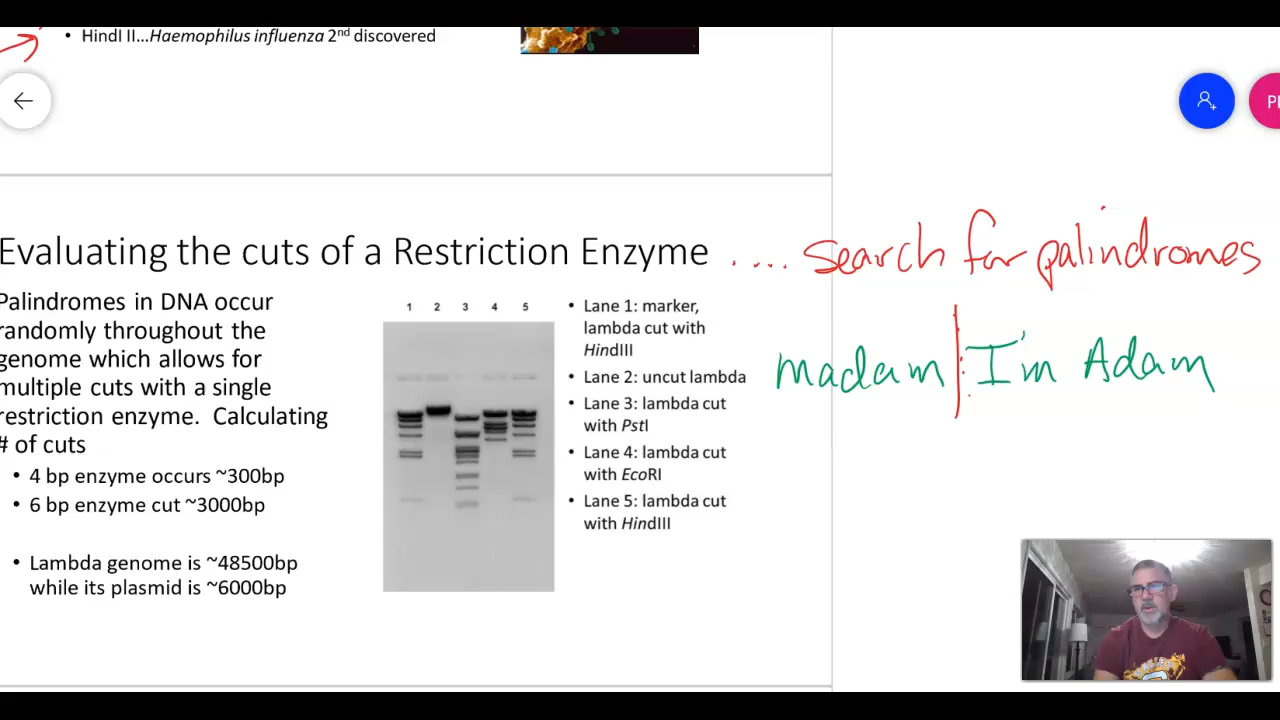 • HindI II...Haemophilus influenza 2nd discovered
PI
Evaluating the cuts of a Restriction Enzyme
.... search for palindromes
Palindromes in DNA occur
randomly throughout the
genome which allows for
multiple cuts with a single
restriction enzyme. Calculating
# of cuts
• 4 bp enzyme occurs ~300bp
• 6 bp enzyme cut ~3000bp
• Lambda genome is ~48500bp
while its plasmid is ~6000bp
1 2 3 4 5
• Lane 1: marker,
lambda cut with
HindIII
• Lane 2: uncut lambda
• Lane 3: lambda cut
with PstI
• Lane 4: lambda cut
with EcoRI
• Lane 5: lambda cut
with HindIII
madam I'm Adam